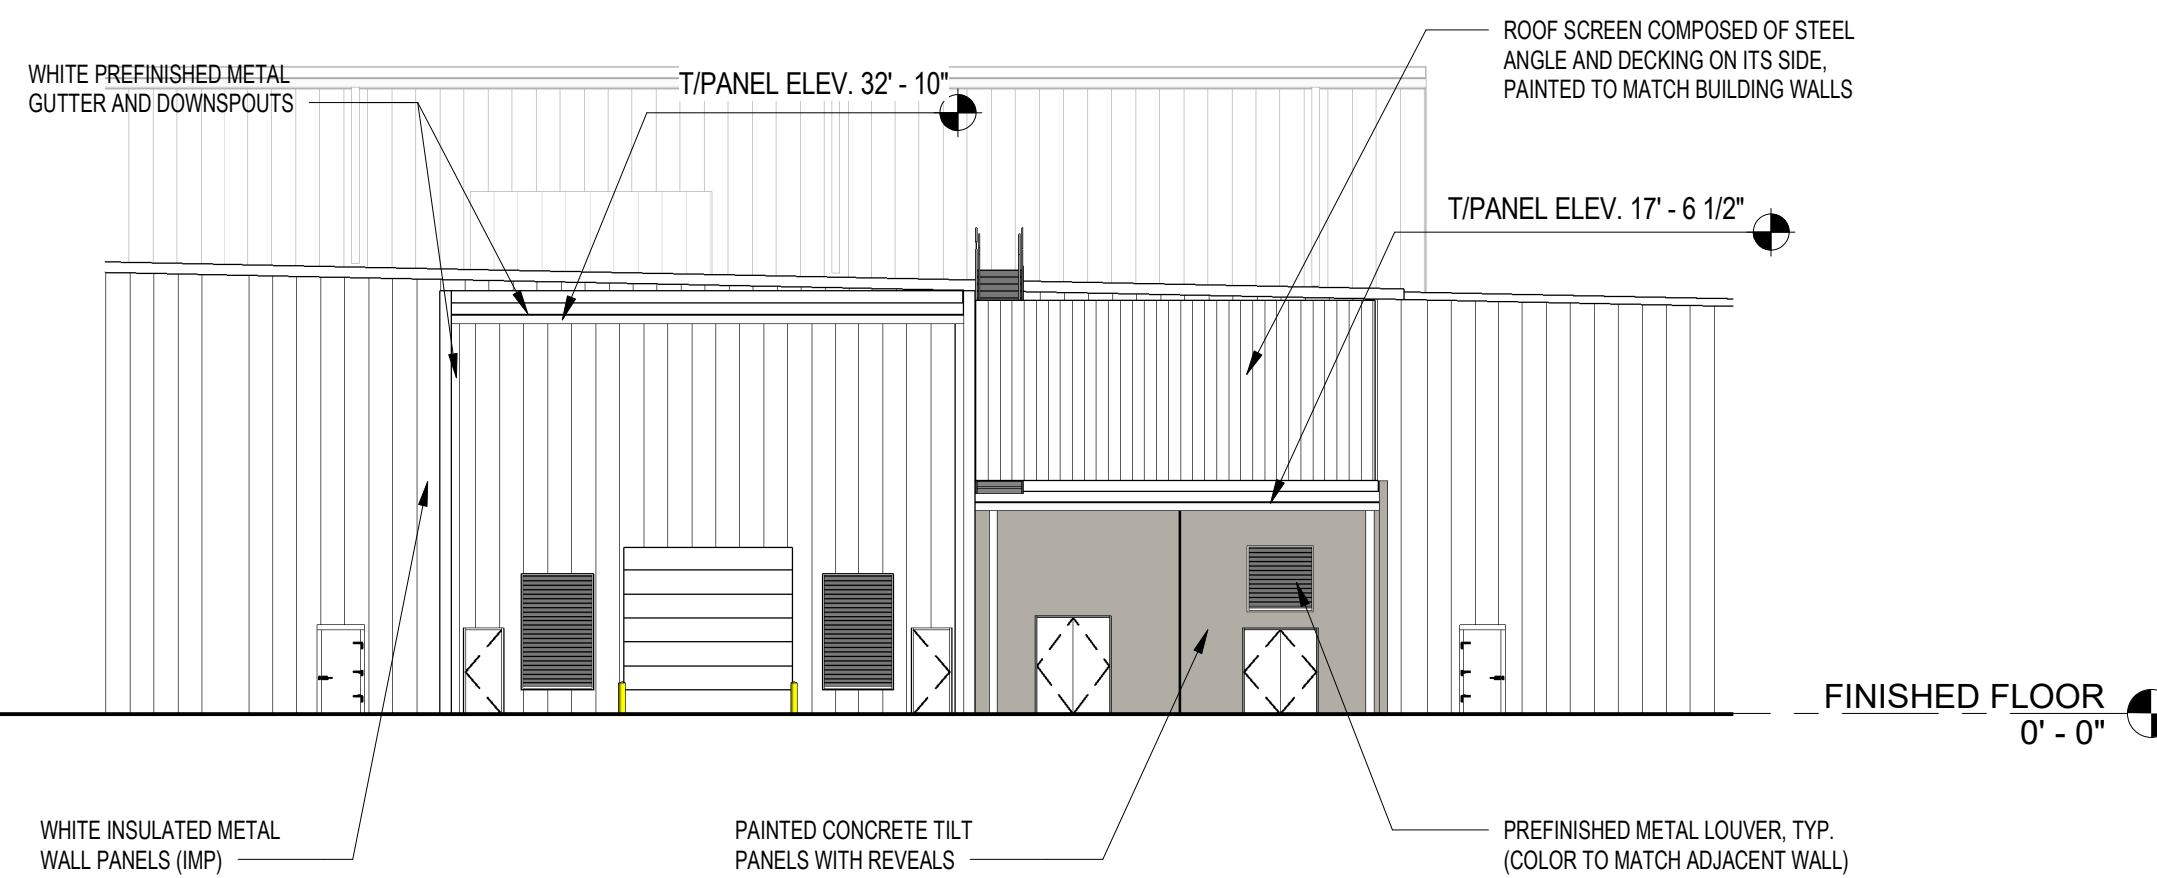 WHITE PREFINISHED METAL
GUTTER AND DOWNSPOUTS
T/PANEL ELEV. 32' - 10"
ROOF SCREEN COMPOSED OF STEEL
ANGLE AND DECKING ON ITS SIDE,
PAINTED TO MATCH BUILDING WALLS
T/PANEL ELEV. 17' - 6 1/2"
FINISHED FLOOR
0' - 0"
WHITE INSULATED METAL
WALL PANELS (IMP)
PAINTED CONCRETE TILT
PANELS WITH REVEALS
PREFINISHED METAL LOUVER, TYP.
(COLOR TO MATCH ADJACENT WALL)